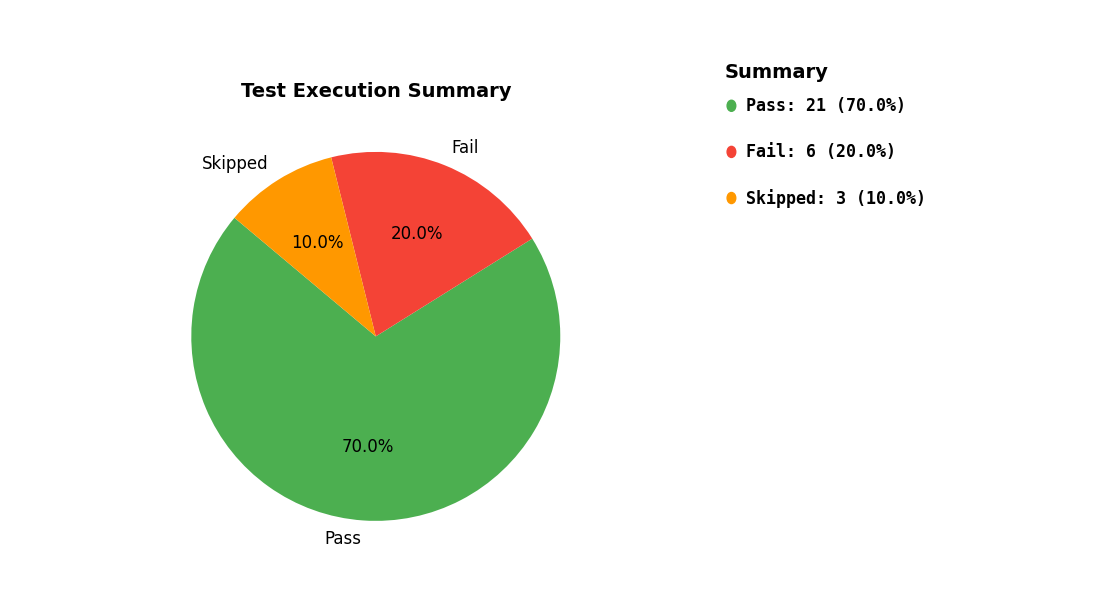 Test Execution Summary
Skipped
Fail
10.0%
20.0%
70.0%
Pass
Summary
Pass: 21 (70.0%)
Fail: 6 (20.0%)
Skipped: 3 (10.0%)